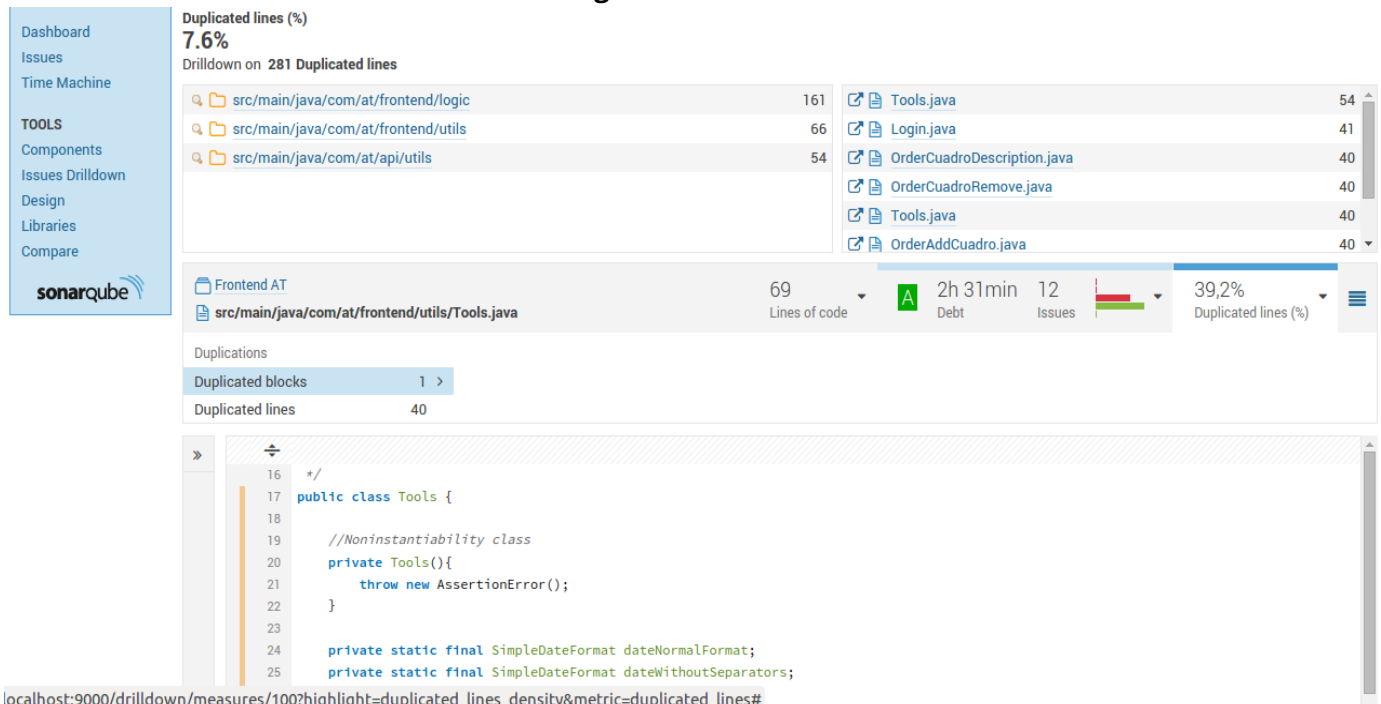 Dashboard
Issues
Time Machine
TOOLS
Components
Issues Drilldown
Design
Libraries
Compare
sonarqube
Duplicated lines (%)
7.6%
Drilldown on 281 Duplicated lines
src/main/java/com/at/frontend/logic 161
src/main/java/com/at/frontend/utils 66
src/main/java/com/at/api/utils 54
Tools.java 54
Login.java 41
OrderCuadroDescription.java 40
OrderCuadroRemove.java 40
Tools.java 40
OrderAddCuadro.java 40
Frontend AT
src/main/java/com/at/frontend/utils/Tools.java
69
Lines of code
A
2h 31min
Debt
12
Issues
39,2%
Duplicated lines (%)
Duplications
Duplicated blocks 1 >
Duplicated lines 40
16 */
17 public class Tools {
18
19 //Noninstantiability class
20 private Tools(){
21 throw new AssertionError();
22 }
23
24 private static final SimpleDateFormat dateNormalFormat;
25 private static final SimpleDateFormat dateWithoutSeparators;
localhost:9000/drilldown/measures/100?highlight=duplicated_lines_density&metric=duplicated_lines#